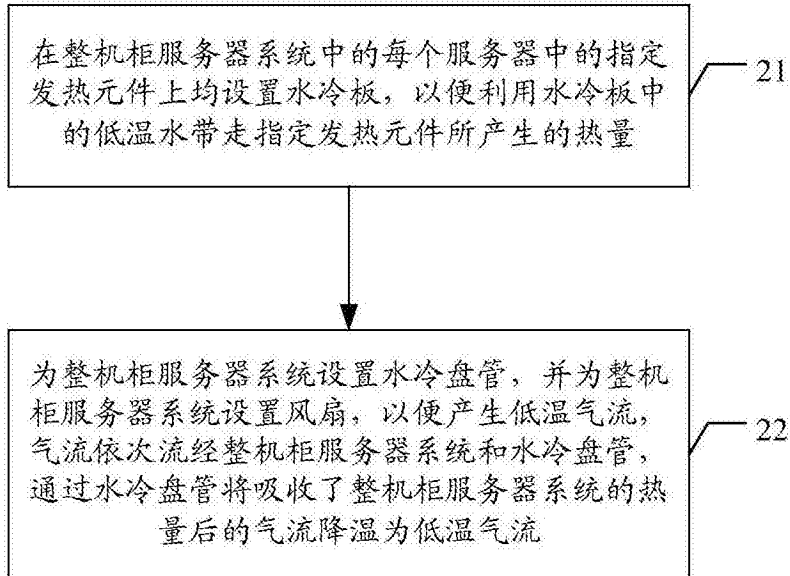 在整机柜服务器系统中的每个服务器中的指定
发热元件上均设置水冷板，以便利用水冷板中
的低温水带走指定发热元件所产生的热量
21
为整机柜服务器系统设置水冷盘管，并为整机
柜服务器系统设置风扇，以便产生低温气流，
气流依次流经整机柜服务器系统和水冷盘管，
通过水冷盘管将吸收了整机柜服务器系统的热
量后的气流降温为低温气流
22